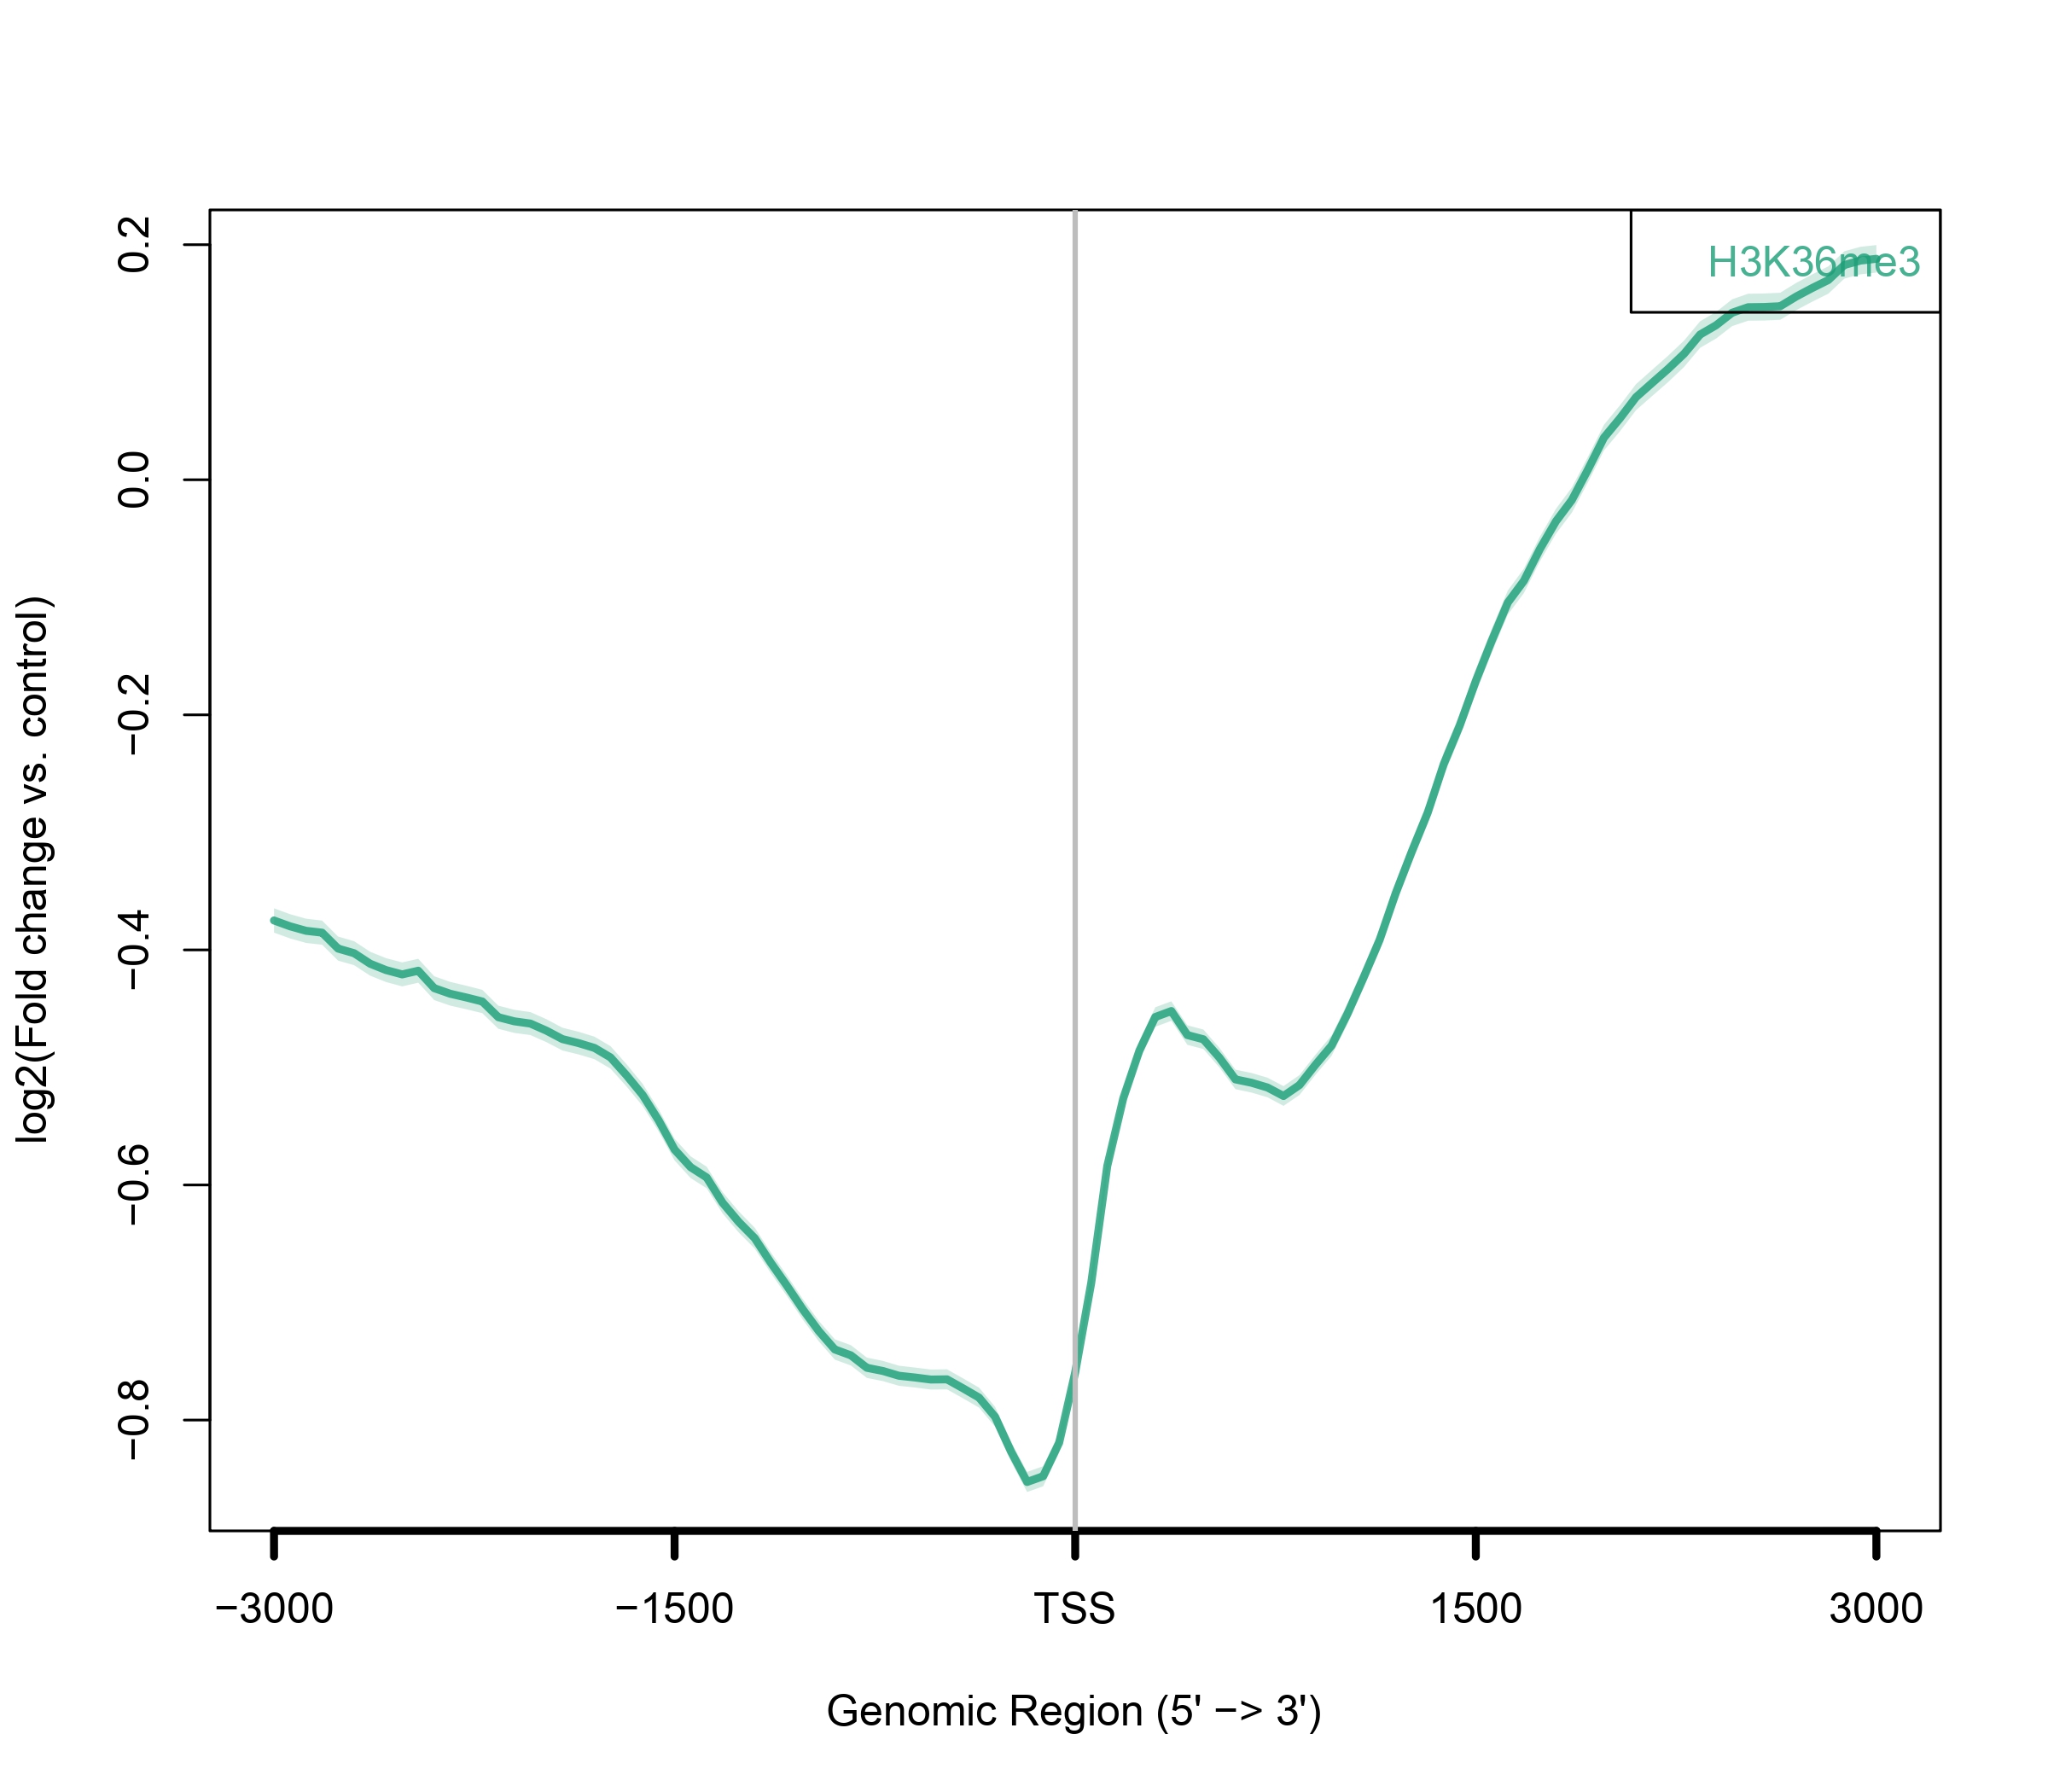 H3K36me3
0.2
0.0
−0.2
−0.4
−0.6
−0.8
log2(Fold change vs. control)
−3000
−1500
TSS
1500
3000
Genomic Region (5' −> 3')